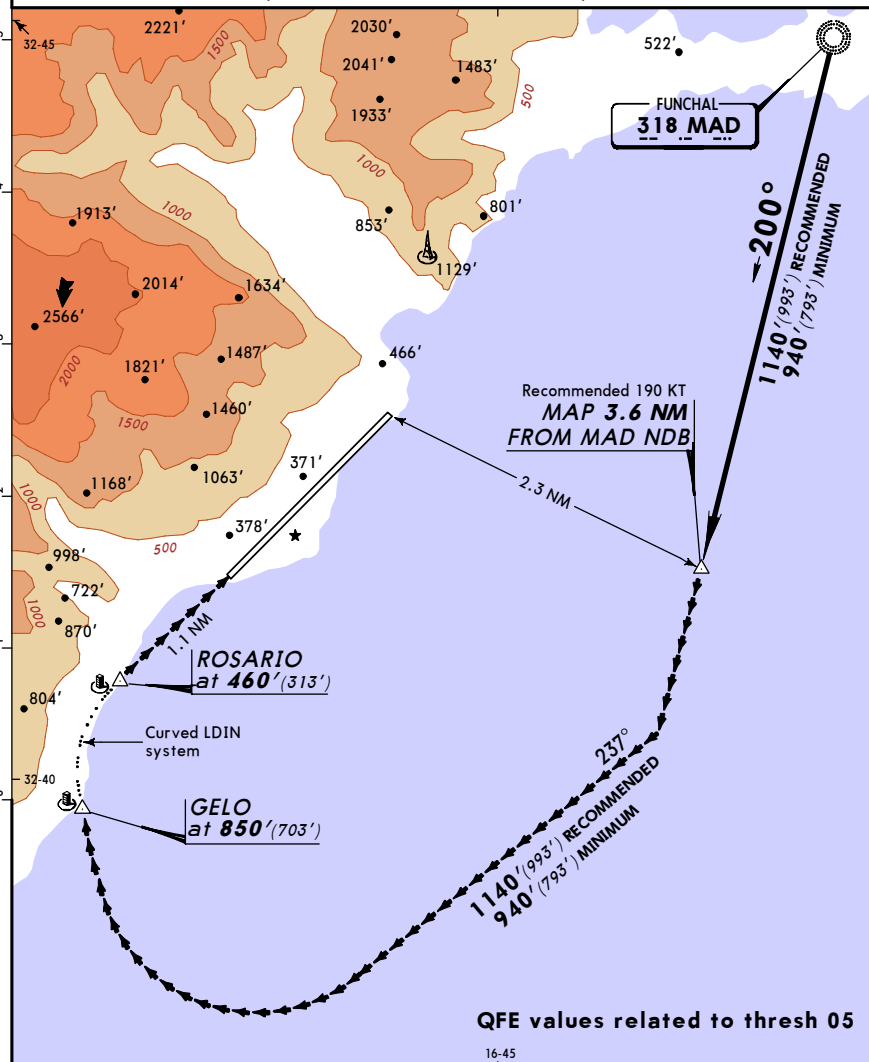 2221'
32-45
1500
2030'
2041'
1483'
1933'
500
522'
FUNCHAL
318 MAD
1000
853'
801'
1129'
200°
1140'(993') RECOMMENDED
940'(793') MINIMUM
1913'
1000
2014'
1634'
2566'
2000
1487'
1821'
1460'
1500
466'
Recommended 190 KT
MAP 3.6 NM
FROM MAD NDB
2.3 NM
371'
1063'
1168'
1000
378'
500
998'
722'
1000
870'
1.1 NM
ROSARIO
at 460'(313')
804'
Curved LDIN
system
32-40
GELO
at 850'(703')
237°
1140'(993') RECOMMENDED
940'(793') MINIMUM
QFE values related to thresh 05
16-45